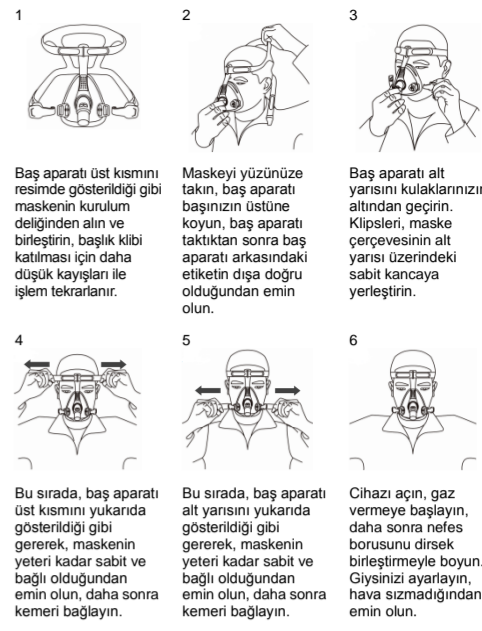 1
Baş aparatı üst kısmını
resimde gösterildiği gibi
maskenin kurulum
deliğinden alın ve
birleştirin, başlık klibi
katılması için daha
düşük kayışları ile
işlem tekrarlanır.
2
Maskeyi yüzünüze
takın, baş aparatı
başınızın üstüne
koyun, baş aparatı
taktıktan sonra baş
aparatı arkasındaki
etiketin dışa doğru
olduğundan emin
olun.
3
Baş aparatı alt
yarısını kulaklarınızın
altından geçirin.
Klipsleri, maske
çerçevesinin alt
yarısı üzerindeki
sabit kancaya
yerleştirin.
4
Bu sırada, baş aparatı
üst kısmını yukarıda
gösterildiği gibi
gererek, maskenin
yeteri kadar sabit ve
bağlı olduğundan
emin olun, daha sonra
kemeri bağlayın.
5
Bu sırada, baş aparatı
alt yarısını yukarıda
gösterildiği gibi
gererek, maskenin
yeteri kadar sabit ve
bağlı olduğundan
emin olun, daha sonra
kemeri bağlayın.
6
Cihazı açın, gaz
vermeye başlayın,
daha sonra nefes
borusunu dirsek
birleştirmeyle boyun.
Giysinizi ayarlayın,
hava sızmadığından
emin olun.